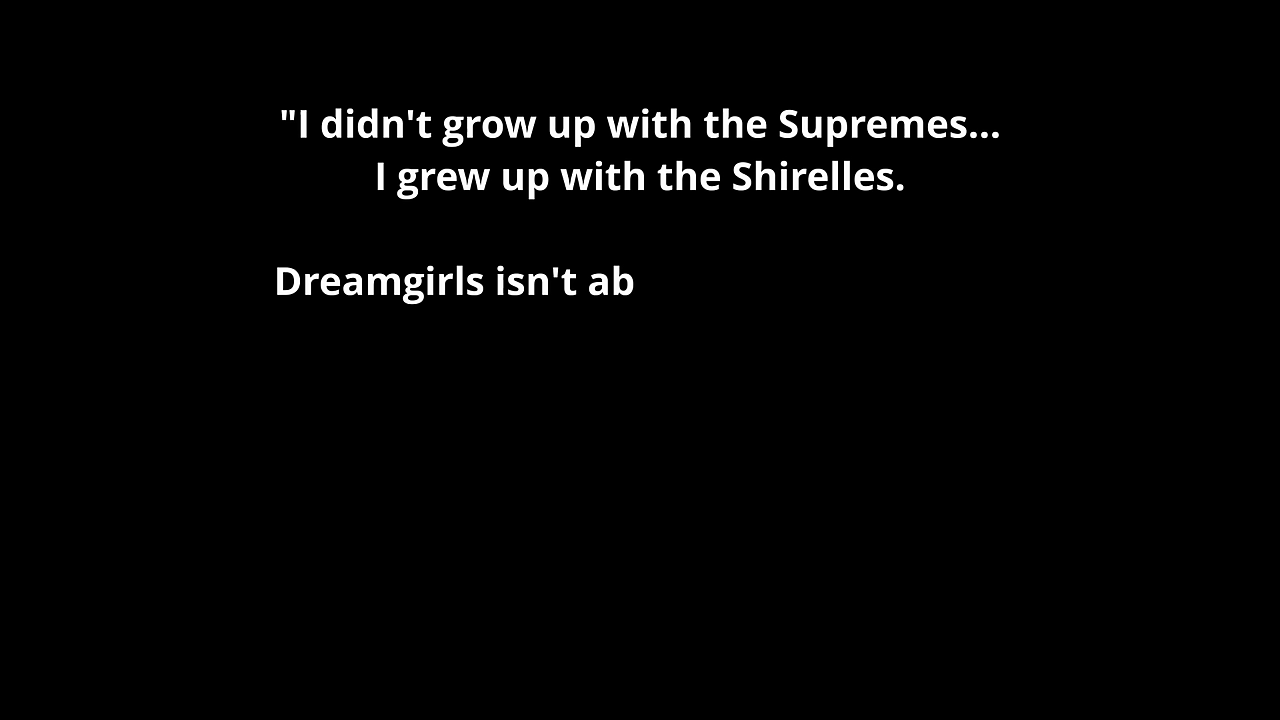 "I didn't grow up with the Supremes...
I grew up with the Shirelles.
Dreamgirls isn't ab